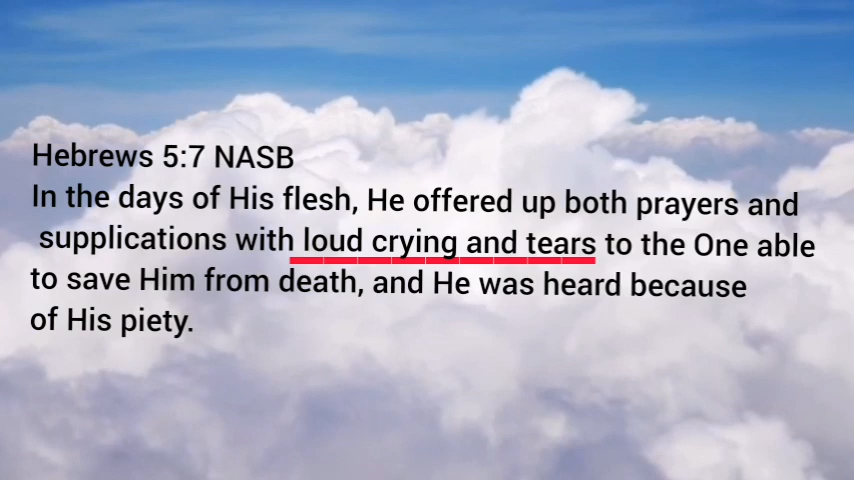 Hebrews 5:7 NASB
In the days of His flesh, He offered up both prayers and
supplications with loud crying and tears to the One able
to save Him from death, and He was heard because
of His piety.